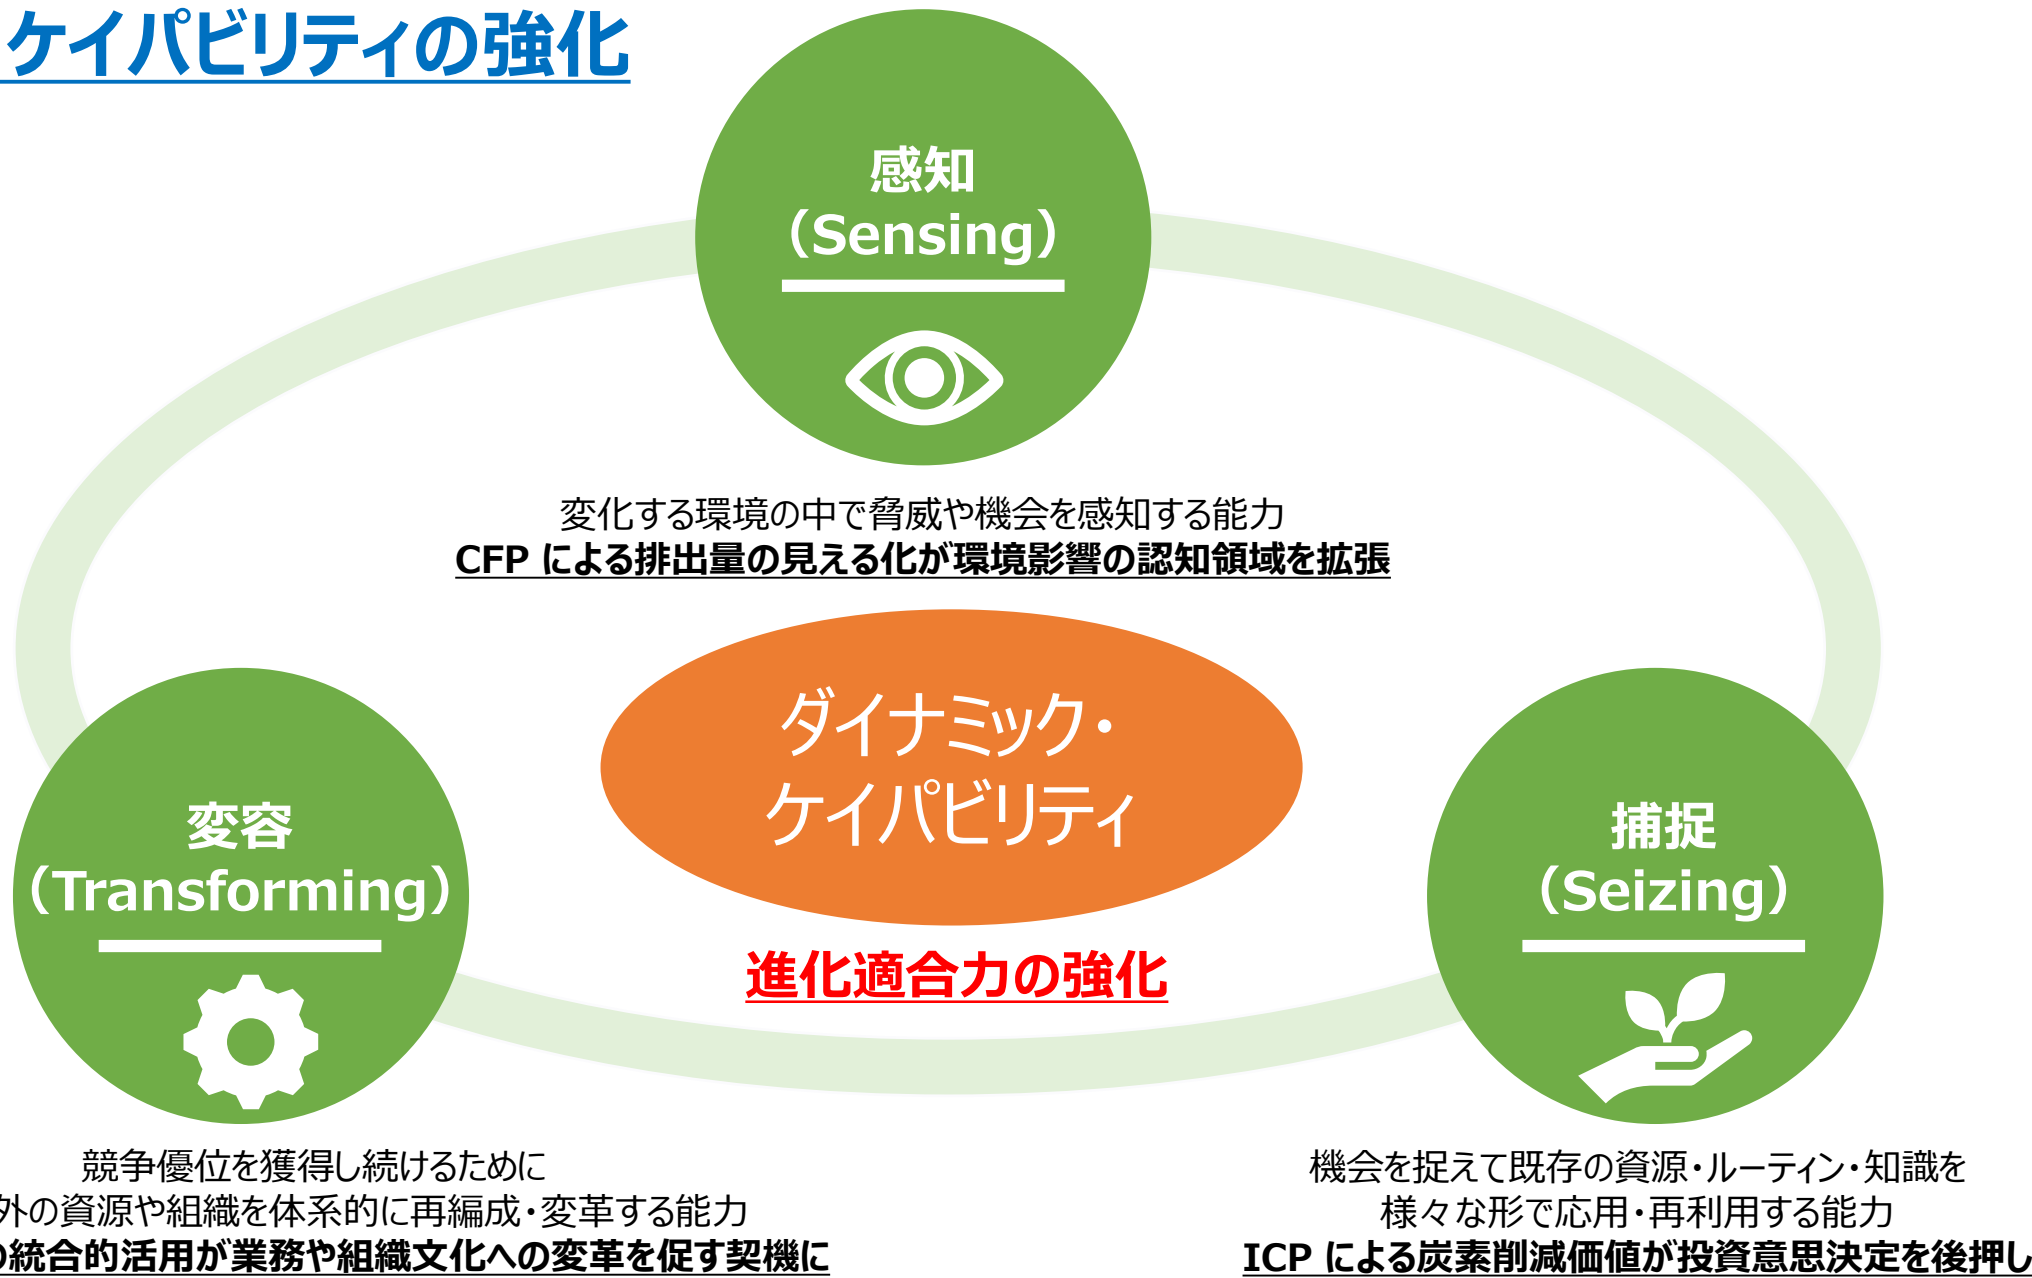 ケイパビリティの強化
感知
（Sensing）
変化する環境の中で脅威や機会を感知する能力
CFP による排出量の見える化が環境影響の認知領域を拡張
ダイナミック・
ケイパビリティ
進化適合力の強化
変容
（Transforming）
競争優位を獲得し続けるために
外の資源や組織を体系的に再編成・変革する能力
の統合的活用が業務や組織文化への変革を促す契機に
捕捉
（Seizing）
機会を捉えて既存の資源・ルーティン・知識を
様々な形で応用・再利用する能力
ICP による炭素削減価値が投資意思決定を後押し